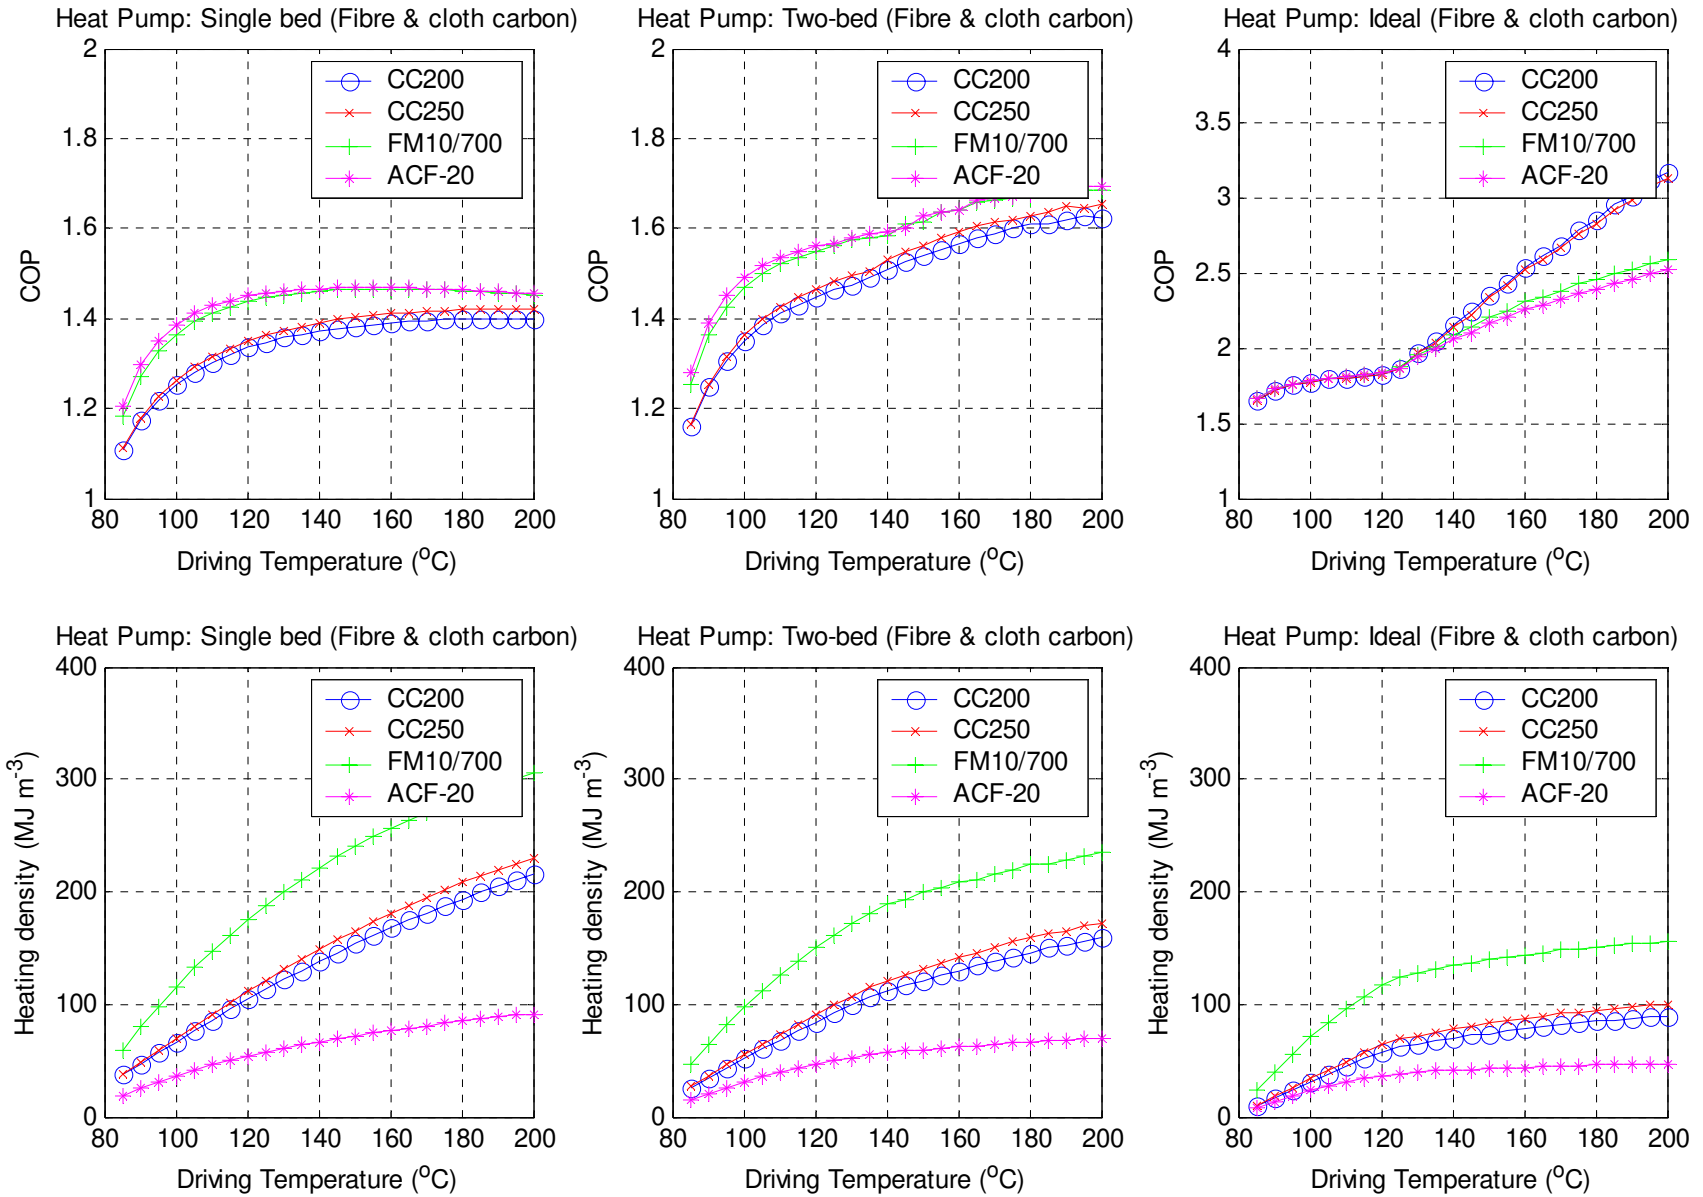 Heat Pump: Single bed (Fibre & cloth carbon)
2
1.8
1.6
1.4
1.2
1
COP
CC200
CC250
FM10/700
ACF-20
80 100 120 140 160 180 200
Driving Temperature (°C)
Heat Pump: Two-bed (Fibre & cloth carbon)
2
1.8
1.6
1.4
1.2
1
COP
CC200
CC250
FM10/700
ACF-20
80 100 120 140 160 180 200
Driving Temperature (°C)
Heat Pump: Ideal (Fibre & cloth carbon)
4
3.5
3
2.5
2
1.5
1
COP
CC200
CC250
FM10/700
ACF-20
80 100 120 140 160 180 200
Driving Temperature (°C)
Heat Pump: Single bed (Fibre & cloth carbon)
400
300
200
100
0
Heating density (MJ m⁻³)
CC200
CC250
FM10/700
ACF-20
80 100 120 140 160 180 200
Driving Temperature (°C)
Heat Pump: Two-bed (Fibre & cloth carbon)
400
300
200
100
0
Heating density (MJ m⁻³)
CC200
CC250
FM10/700
ACF-20
80 100 120 140 160 180 200
Driving Temperature (°C)
Heat Pump: Ideal (Fibre & cloth carbon)
400
300
200
100
0
Heating density (MJ m⁻³)
CC200
CC250
FM10/700
ACF-20
80 100 120 140 160 180 200
Driving Temperature (°C)